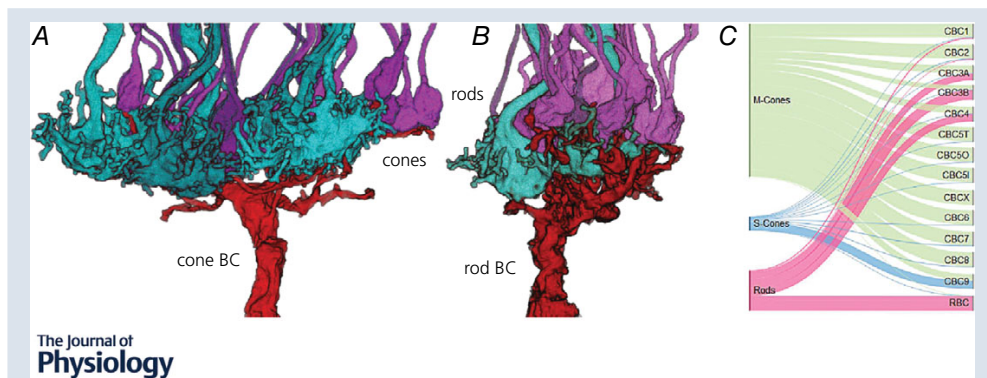 A
B
C
rods
cones
cone BC
rod BC
M-Cones
S-Cones
Rods
CBC1
CBC2
CBC3A
CBC3B
CBC4
CBC5T
CBC5O
CBC5I
CBCX
CBC6
CBC7
CBC8
CBC9
RBC
The Journal of
Physiology